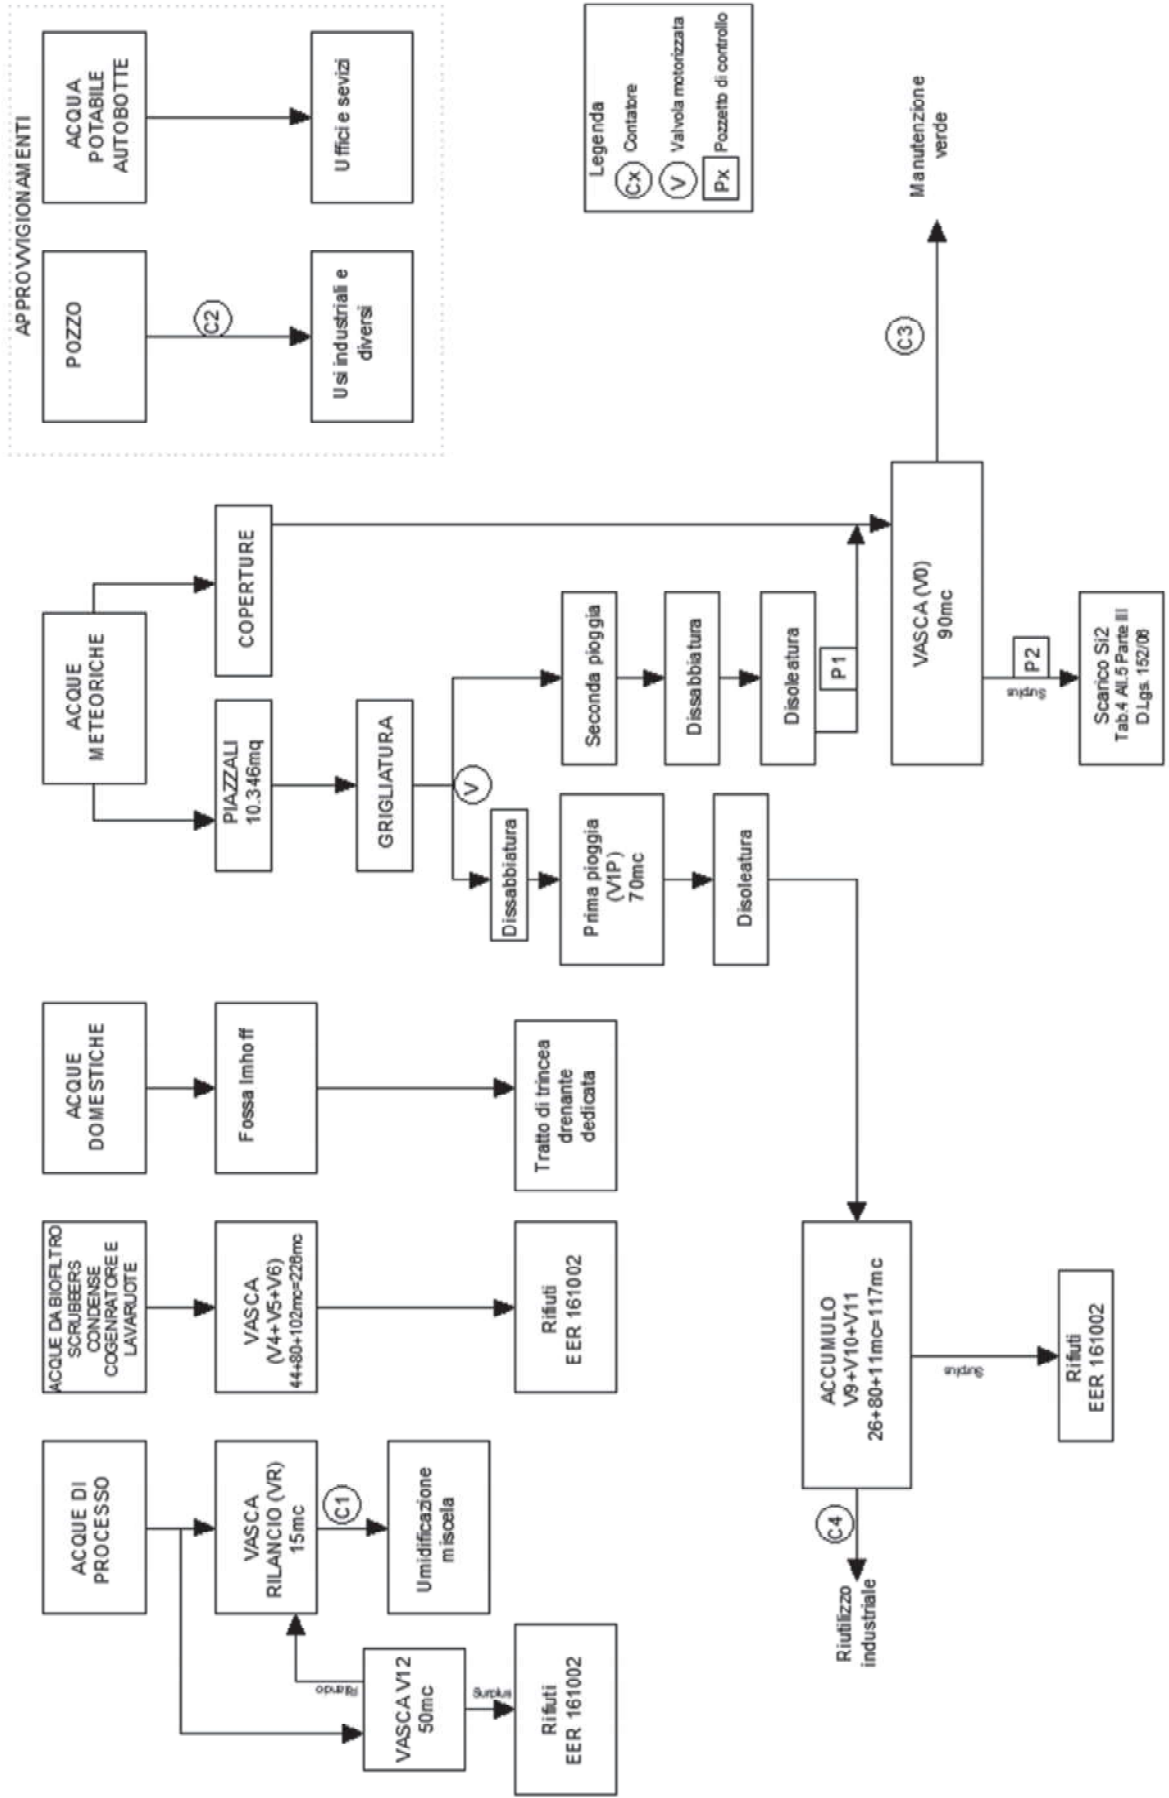 ACQUE DI
PROCESSO
VASCA
RILANCIO (VR)
15mc
C1
Umidificazione
miscela
Rilancio
VASCA V12
50mc
surplus
Rifiuti
EER 161002
ACQUE DA BIOFILTRO
SCRUBBERS
CONDENSE
COGENRATORE E
LAVARUOTE
VASCA
(V4+V5+V6)
44+80+102mc=226mc
Rifiuti
EER 161002
ACQUE
DOMESTICHE
Fossa Imhoff
Tratto di trincea
drenante
dedicata
ACQUE
METEORICHE
PIAZZALI
10.346mq
COPERTURE
GRIGLIATURA
V
Dissabbiatura
Prima pioggia
(V1P)
70mc
Disoleatura
Seconda pioggia
Dissabbiatura
Disoleatura
P1
ACCUMULO
V9+V10+V11
26+80+11mc=117mc
C4
Riutilizzo
industriale
Surplus
Rifiuti
EER 161002
VASCA (V0)
90mc
C3
Manutenzione
verde
Surplus
P2
Scarico Si2
Tab.4 All.5 Parte III
D.Lgs. 152/06
APPROVVIGIONAMENTI
POZZO
C2
Usi industriali e
diversi
ACQUA
POTABILE
AUTOBOTTE
Uffici e sevizi
Legenda
Cx Contatore
V Valvola motorizzata
Px Pozzetto di controllo